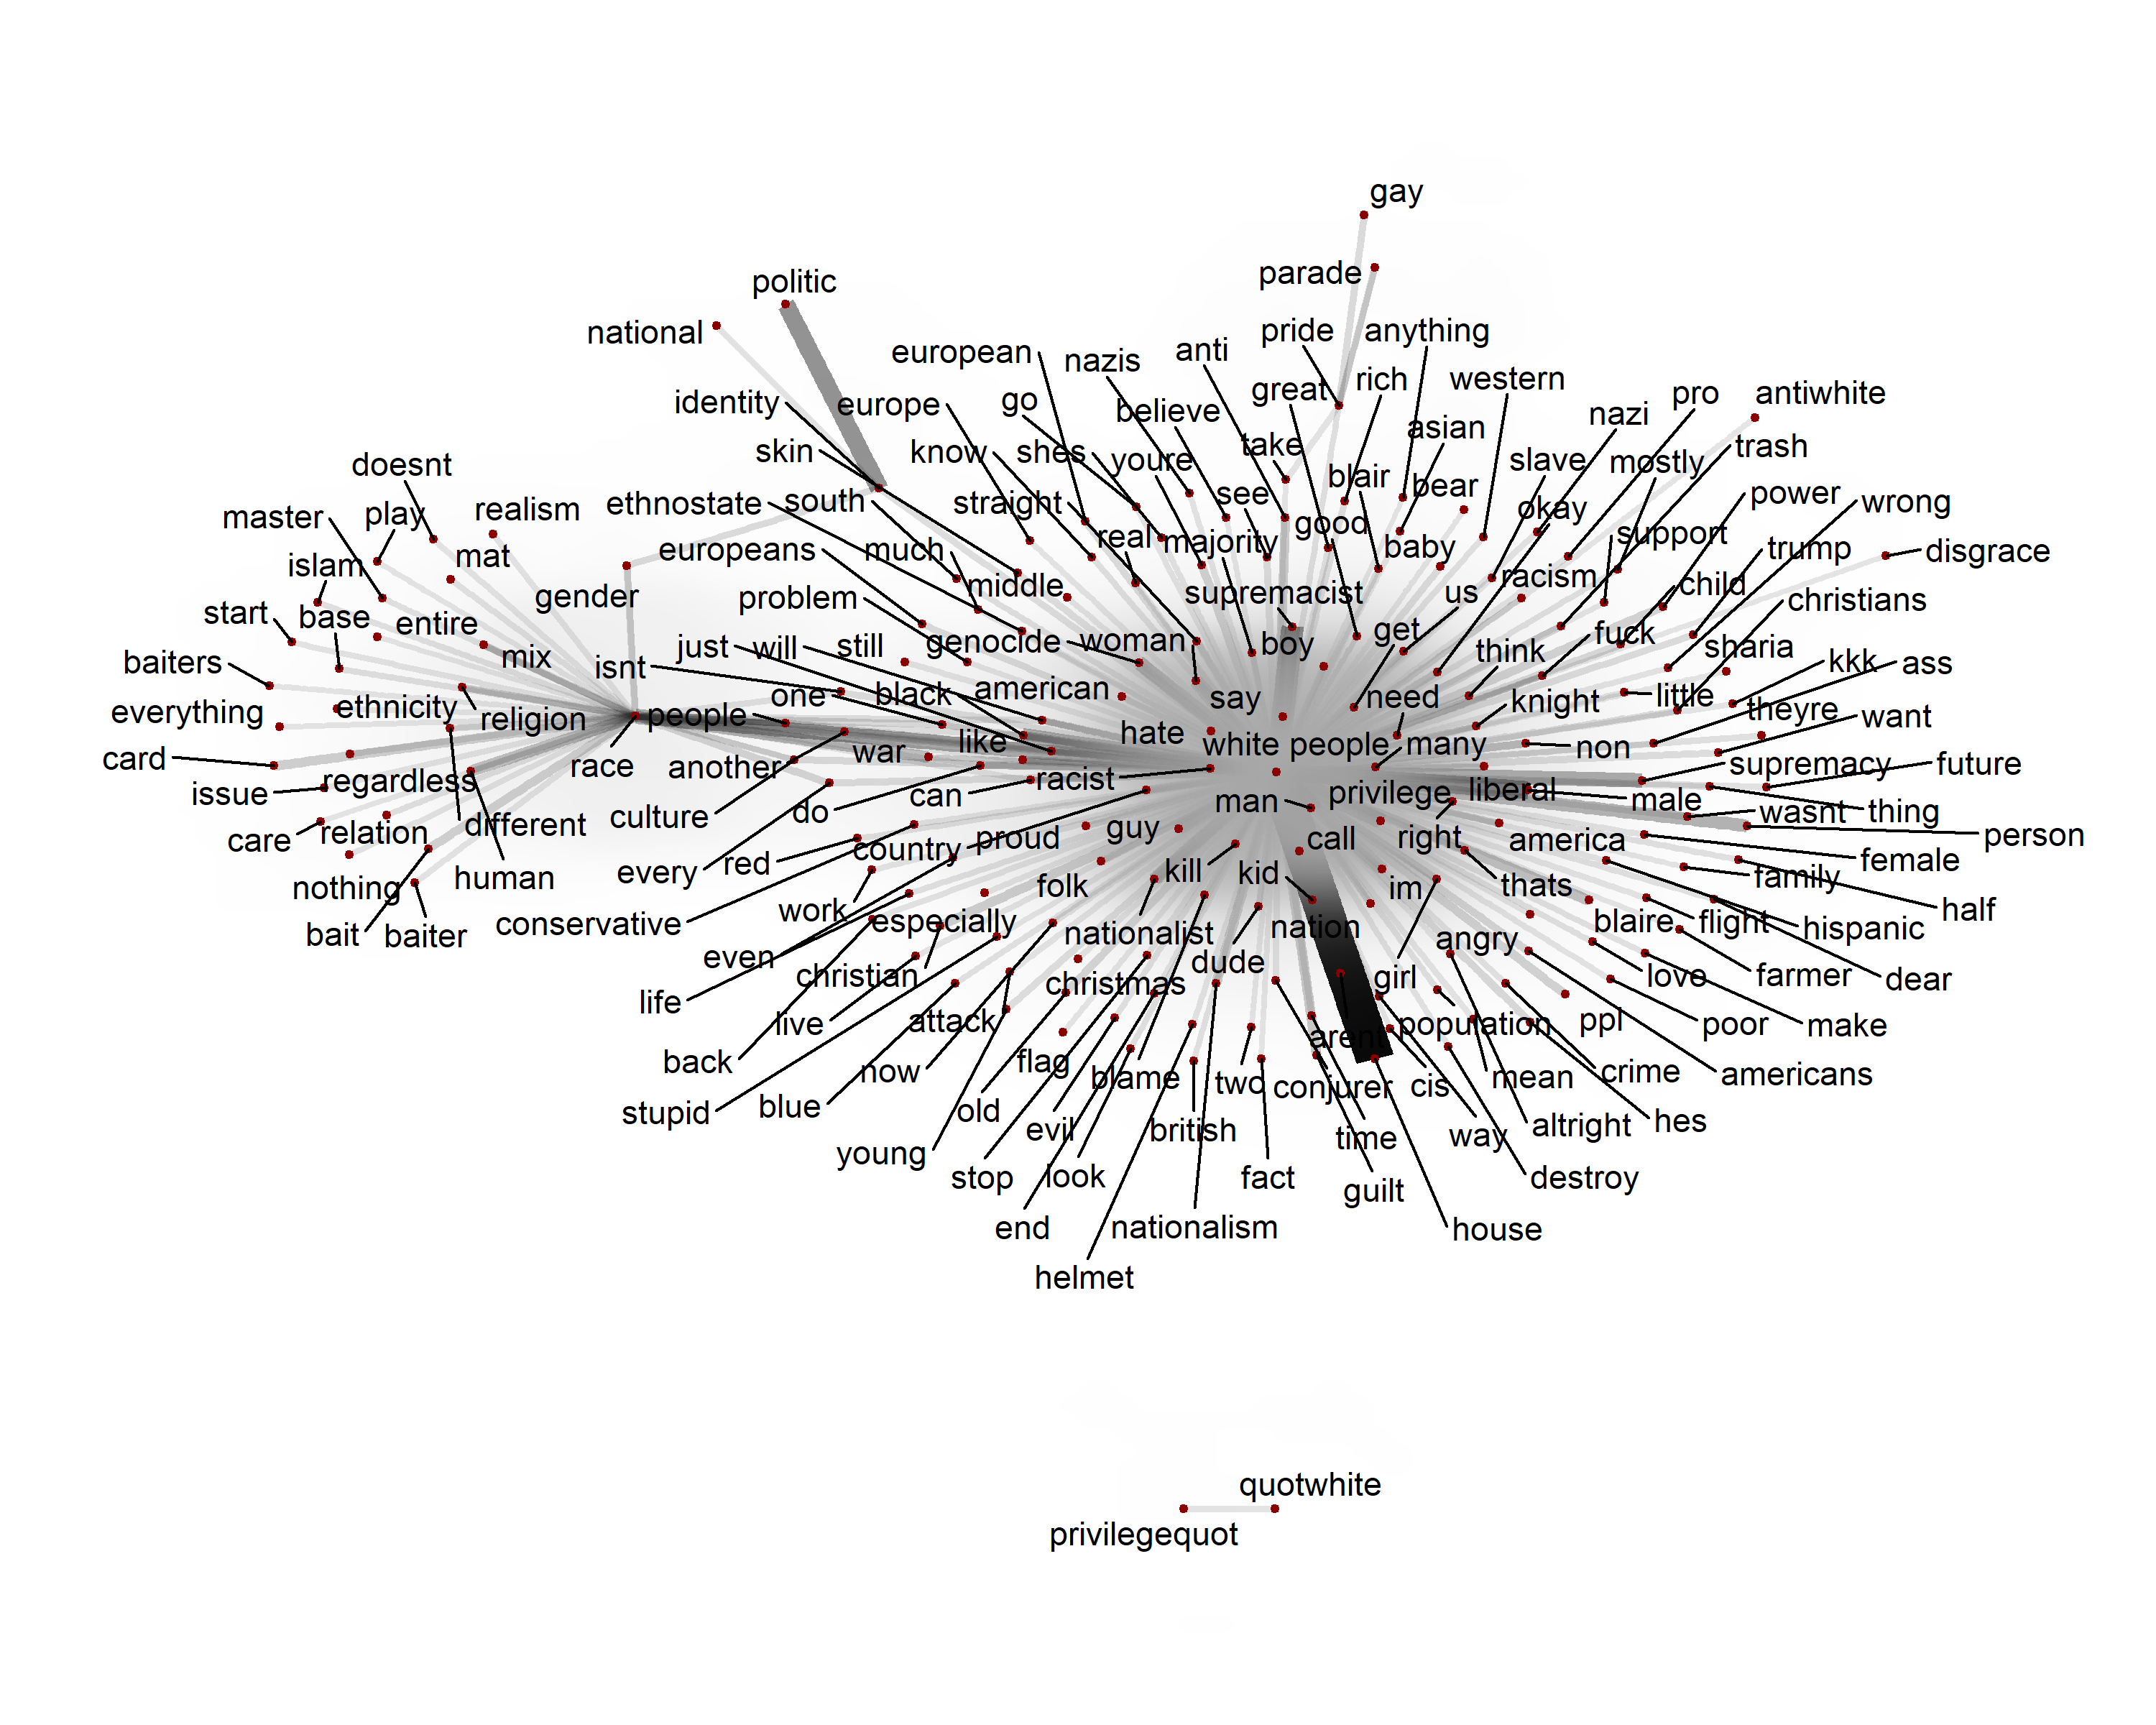 gay
parade
politic
national
pride
anything
european
nazis
anti
great
rich
western
identity
europe
go
believe
nazi
pro
antiwhite
skin
know
shes
youre
take
asian
slave
mostly
trash
doesnt
ethnostate
south
straight
see
blair
bear
okay
power
wrong
master
play
realism
europeans
much
real
majority
good
baby
support
trump
disgrace
islam
mat
problem
middle
supremacist
us
racism
child
christians
start
base
entire
gender
just
will
still
genocide
woman
boy
get
think
fuck
sharia
kkk
ass
baiters
mix
isnt
one
black
american
say
need
knight
little
theyre
want
everything
ethnicity
religion
people
war
like
hate
white
people
many
non
supremacy
future
card
race
another
racist
man
privilege
liberal
male
wasnt
thing
issue
regardless
culture
do
can
guy
call
right
america
person
care
relation
different
every
red
country
proud
kill
kid
im
thats
female
family
half
nothing
human
conservative
work
especially
folk
nationalist
nation
angry
blaire
flight
hispanic
bait
baiter
even
christian
christmas
dude
girl
love
farmer
dear
life
live
attack
flag
arent
population
ppl
poor
make
back
now
blame
two
conjurer
cis
mean
crime
americans
stupid
blue
old
evil
british
time
way
altright
hes
young
stop
look
fact
guilt
destroy
end
nationalism
house
helmet
quotwhite
privilegequot